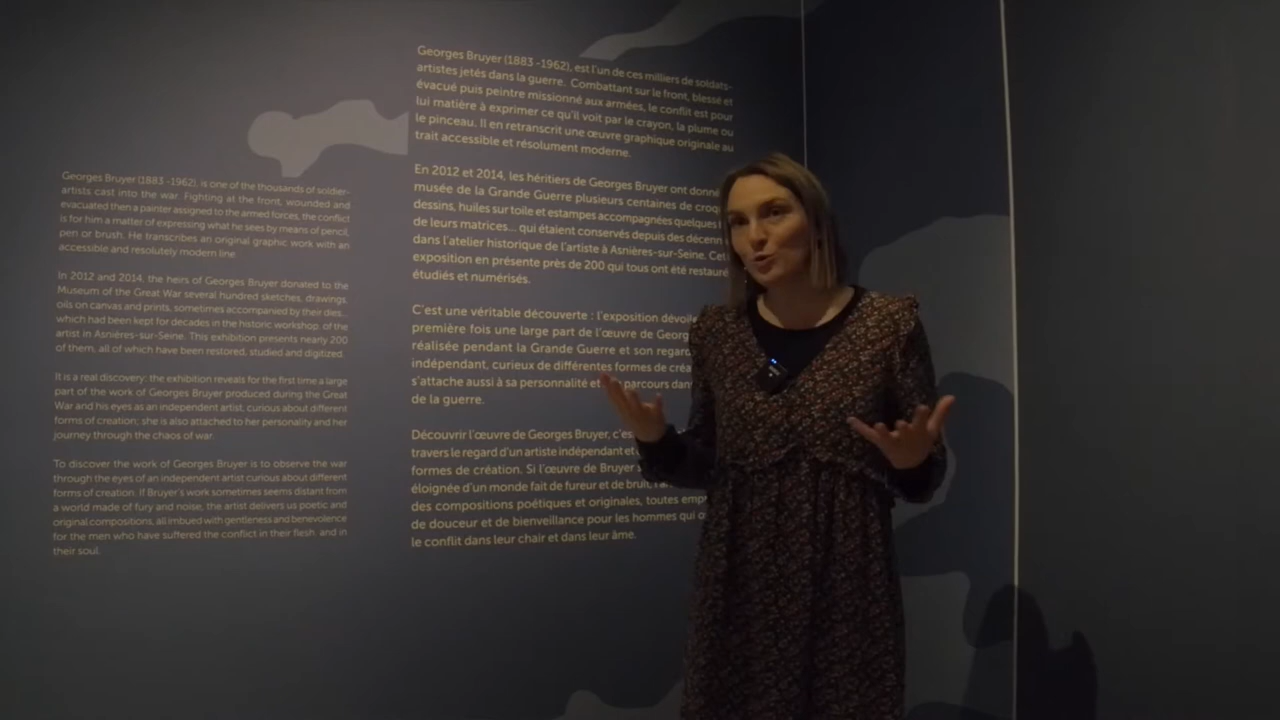 Georges Bruyer (1883 -1962), is one of the thousands of soldier-
artists cast into the war. Fighting at the front, wounded and
evacuated then a painter assigned to the armed forces, the conflict
is for him a matter of expressing what he sees by means of pencil,
pen or brush. He transcribes an original graphic work with an
accessible and resolutely modern line
In 2012 and 2014, the heirs of Georges Bruyer donated to the
Museum of the Great War several hundred sketches, drawings,
oils on canvas and prints, sometimes accompanied by their dies...
which had been kept for decades in the historic workshop of the
artist in Asnières-sur-Seine. This exhibition presents nearly 200
of them, all of which have been restored, studied and digitized.
It is a real discovery: the exhibition reveals for the first time a large
part of the work of Georges Bruyer produced during the Great
War and his eyes as an independent artist, curious about different
forms of creation; she is also attached to her personality and her
journey through the chaos of war.
To discover the work of Georges Bruyer is to observe the war
through the eyes of an independent artist curious about different
forms of creation. If Bruyer's work sometimes seems distant from
a world made of fury and noise, the artist delivers us poetic and
original compositions, all imbued with gentleness and benevolence
for the men who have suffered the conflict in their flesh and in
their soul.
Georges Bruyer (1883 -1962), est l'un de ces milliers de soldats-
artistes jetés dans la guerre. Combattant sur le front, blessé et
évacué puis peintre missionné aux armées, le conflit est pour
lui matière à exprimer ce qu'il voit par le crayon, la plume ou
le pinceau. Il en retranscrit une œuvre graphique originale au
trait accessible et résolument moderne.
En 2012 et 2014, les héritiers de Georges Bruyer ont donné
musée de la Grande Guerre plusieurs centaines de croq
dessins, huiles sur toile et estampes accompagnées quelques
de leurs matrices... qui étaient conservés depuis des décenn
dans l'atelier historique de l'artiste à Asnières-sur-Seine. Cet
exposition en présente près de 200 qui tous ont été restauré
étudiés et numérisés.
C'est une véritable découverte : l'exposition dévoile
première fois une large part de l'œuvre de Georg
réalisée pendant la Grande Guerre et son regard
indépendant, curieux de différentes formes de créa
s'attache aussi à sa personnalité et parcours dan
de la guerre.
Découvrir l'œuvre de Georges Bruyer, c'es
travers le regard d'un artiste indépendant et
formes de création. Si l'œuvre de Bruyer
éloignée d'un monde fait de fureur et de bruit,
des compositions poétiques et originales, toutes emp
de douceur et de bienveillance pour les hommes qui
le conflit dans leur chair et dans leur âme.